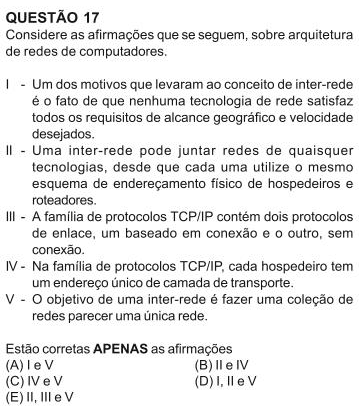 QUESTÃO 17
Considere as afirmações que se seguem, sobre arquitetura
de redes de computadores.
I - Um dos motivos que levaram ao conceito de inter-rede
é o fato de que nenhuma tecnologia de rede satisfaz
todos os requisitos de alcance geográfico e velocidade
desejados.
II - Uma inter-rede pode juntar redes de quaisquer
tecnologias, desde que cada uma utilize o mesmo
esquema de endereçamento físico de hospedeiros e
roteadores.
III - A família de protocolos TCP/IP contém dois protocolos
de enlace, um baseado em conexão e o outro, sem
conexão.
IV - Na família de protocolos TCP/IP, cada hospedeiro tem
um endereço único de camada de transporte.
V - O objetivo de uma inter-rede é fazer uma coleção de
redes parecer uma única rede.
Estão corretas APENAS as afirmações
(A) I e V (B) II e IV
(C) IV e V (D) I, II e V
(E) II, III e V